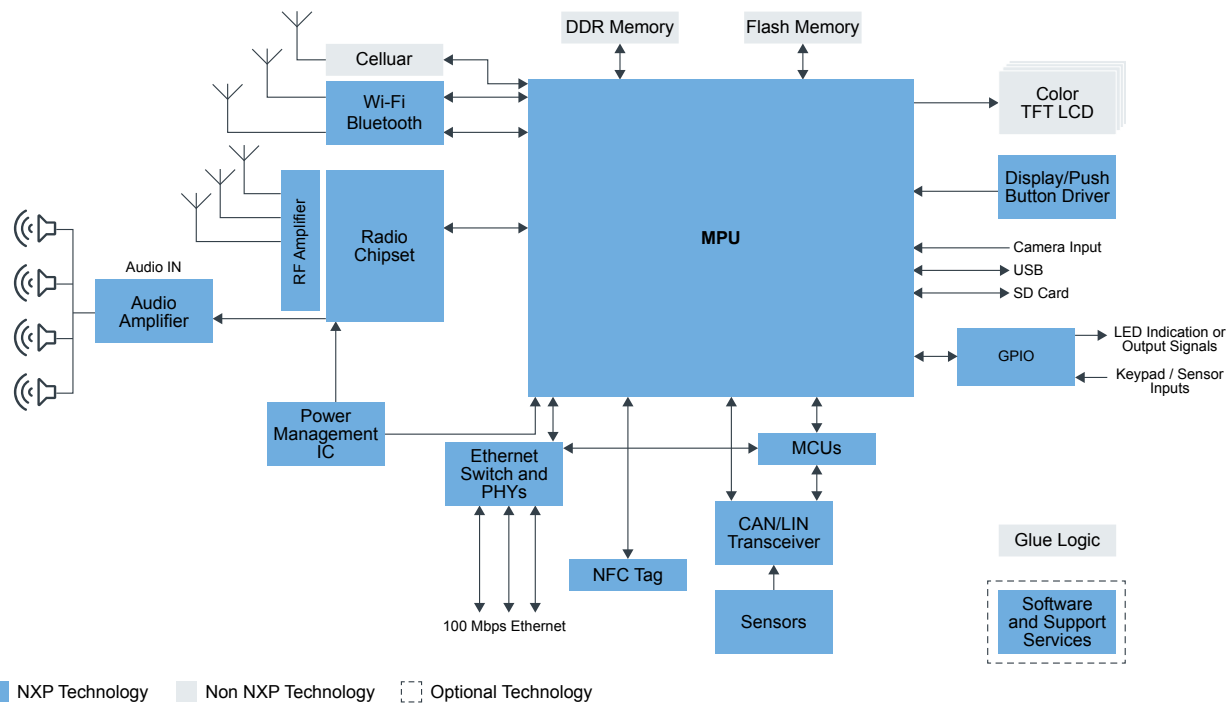 DDR Memory
Flash Memory
Celluar
Wi-Fi
Bluetooth
Color
TFT LCD
Display/Push
Button Driver
RF Amplifier
Radio
Chipset
MPU
Camera Input
USB
SD Card
Audio IN
Audio
Amplifier
GPIO
LED Indication or
Output Signals
Keypad / Sensor
Inputs
Power
Management
IC
Ethernet
Switch and
PHYs
MCUs
CAN/LIN
Transceiver
NFC Tag
Sensors
100 Mbps Ethernet
Glue Logic
Software
and Support
Services
NXP Technology
Non NXP Technology
Optional Technology